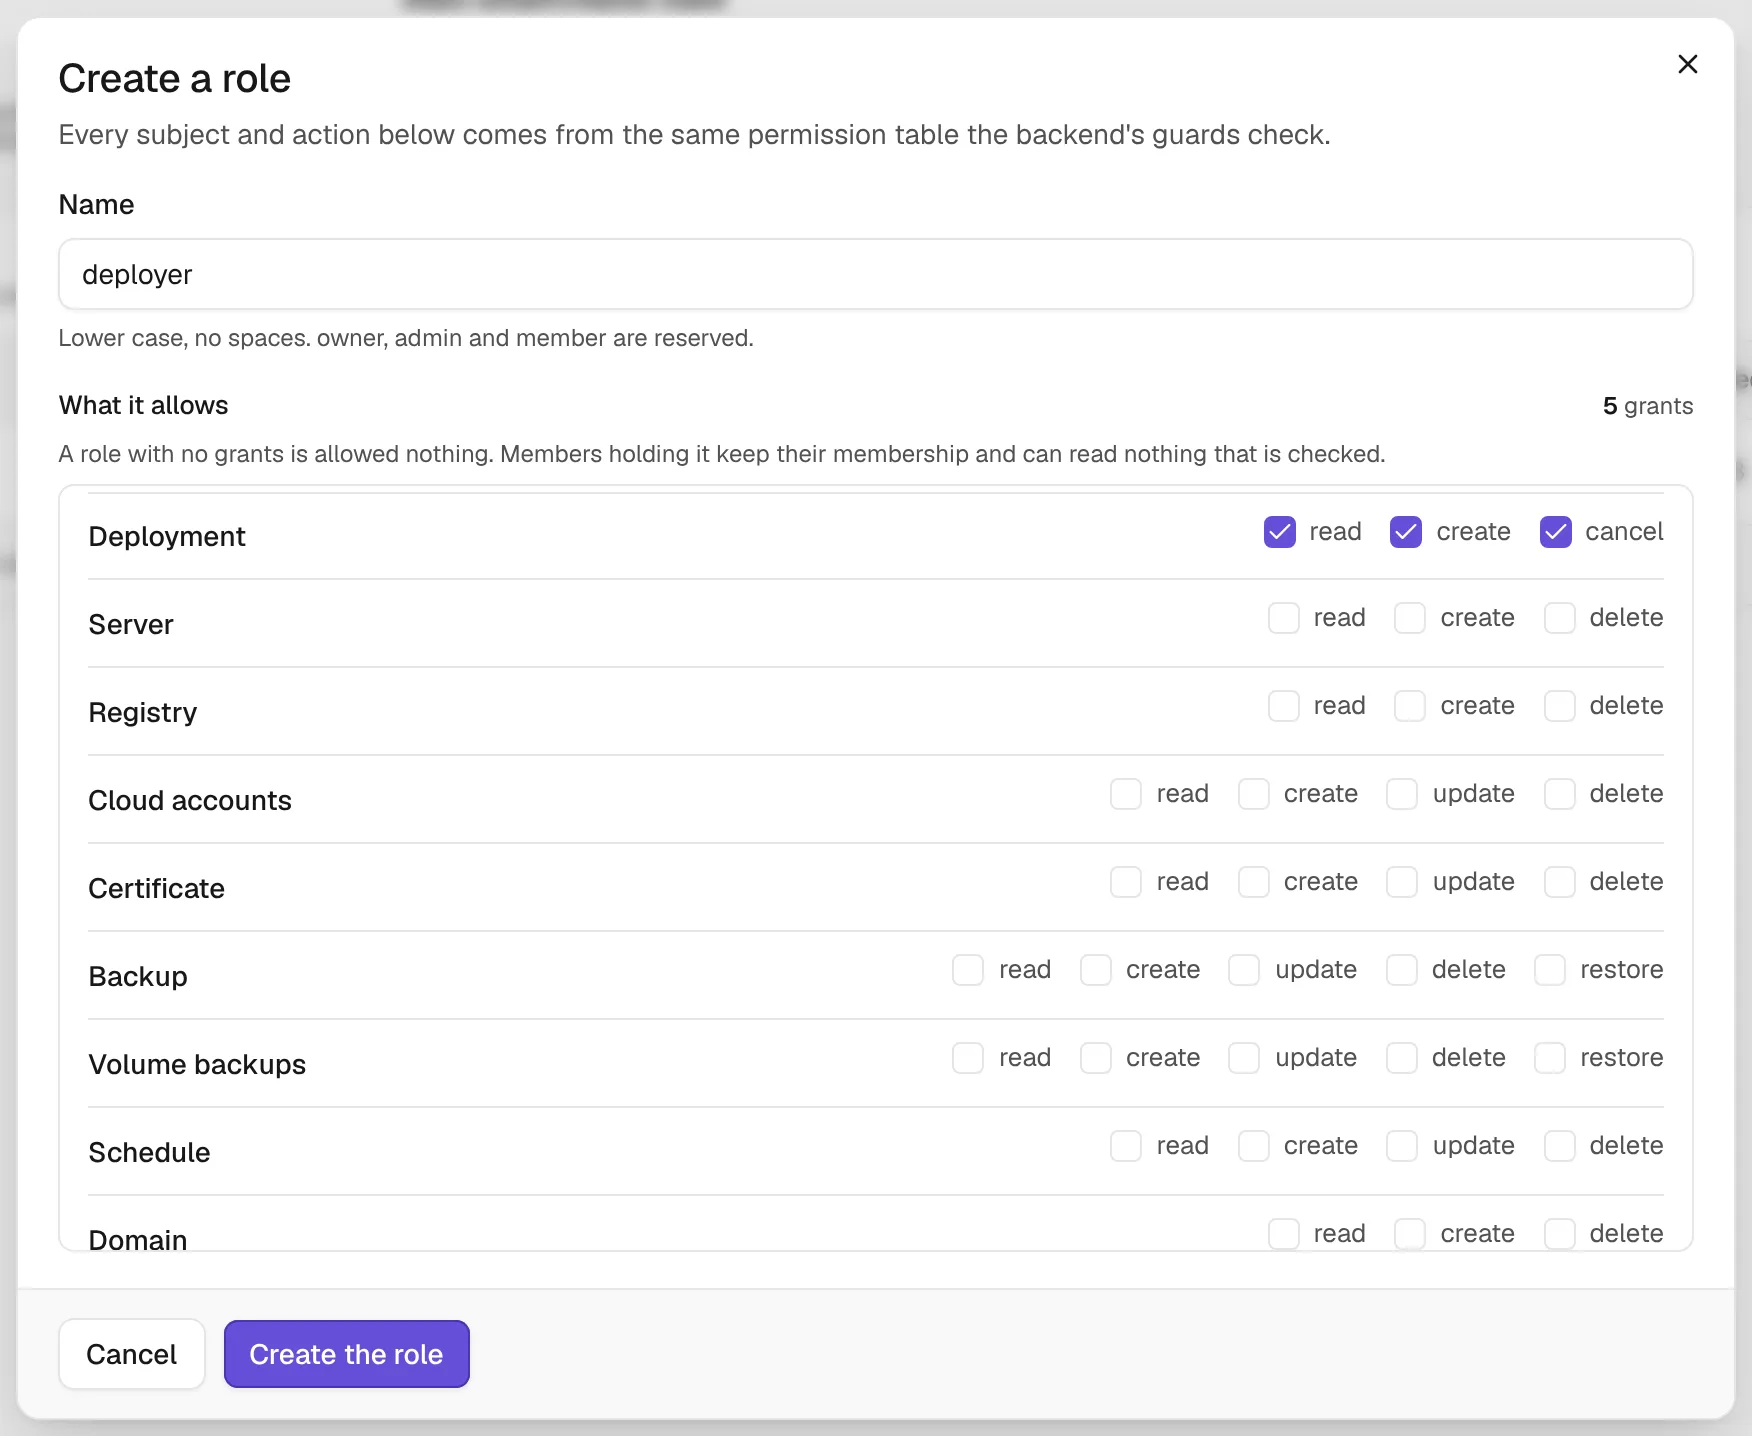 Create a role
Every subject and action below comes from the same permission table the backend's guards check.
Name
deployer
Lower case, no spaces. owner, admin and member are reserved.
What it allows
5 grants
A role with no grants is allowed nothing. Members holding it keep their membership and can read nothing that is checked.
Deployment read create cancel
Server read create delete
Registry read create delete
Cloud accounts read create update delete
Certificate read create update delete
Backup read create update delete restore
Volume backups read create update delete restore
Schedule read create update delete
Domain read create delete
Cancel Create the role